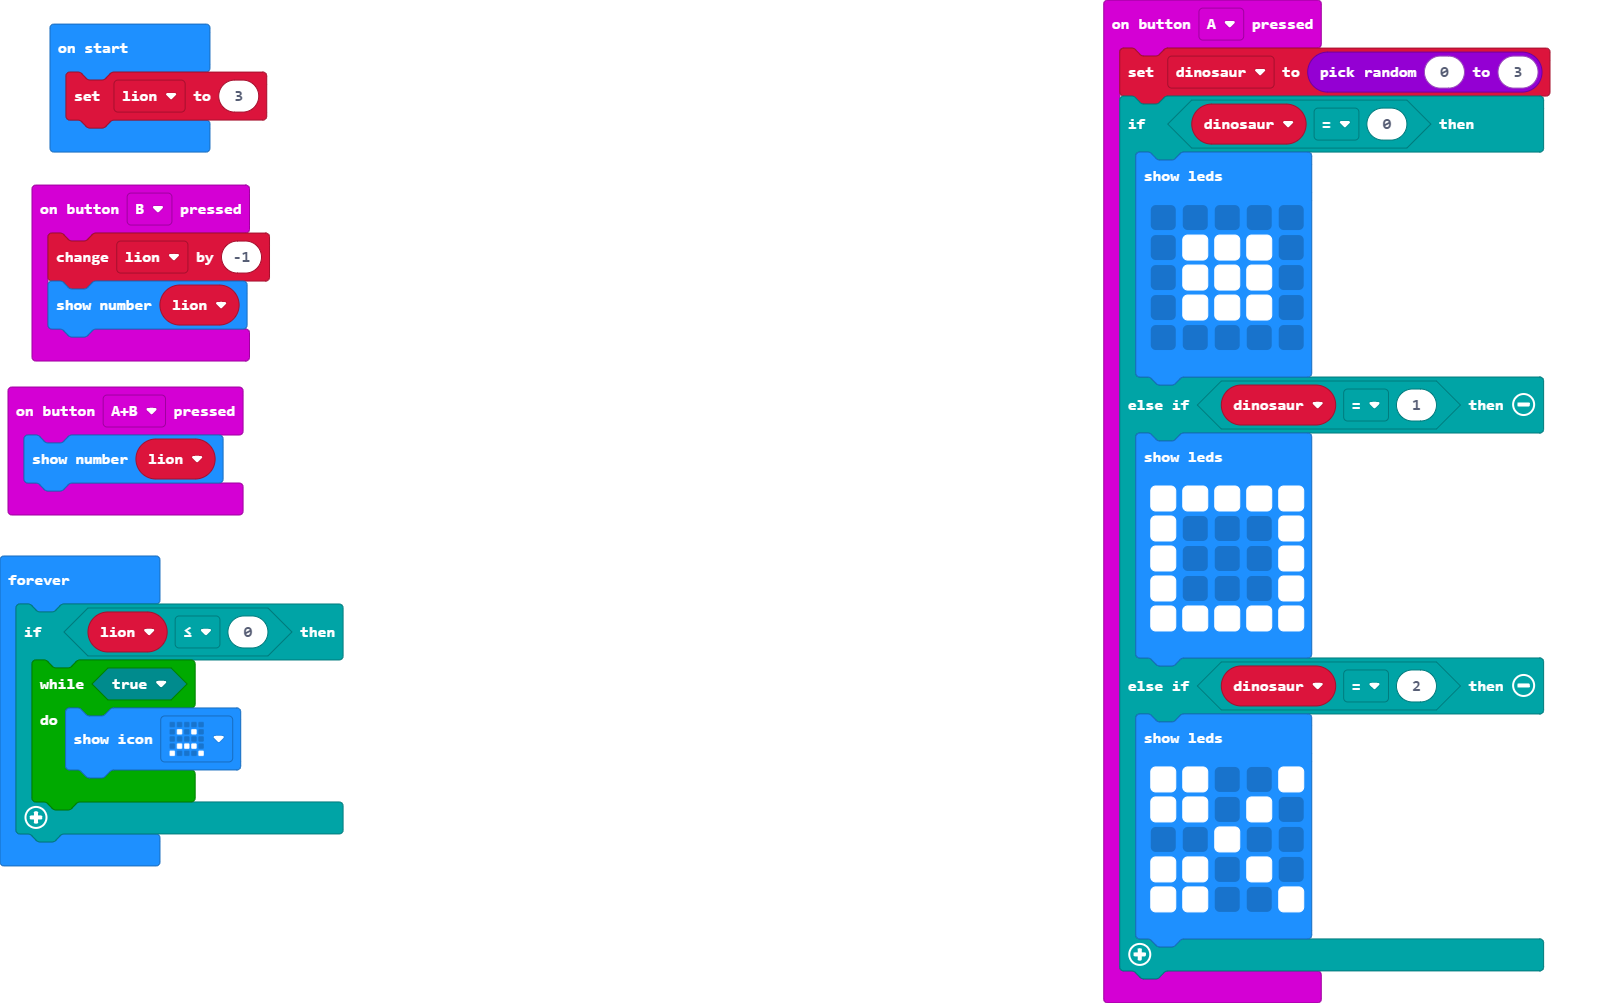 on start
set lion to 3
on button B pressed
change lion by -1
show number lion
on button A+B pressed
show number lion
forever
if lion ≤ 0 then
while true
do show icon
on button A pressed
set dinosaur to pick random 0 to 3
if dinosaur = 0 then
show leds
else if dinosaur = 1 then
show leds
else if dinosaur = 2 then
show leds